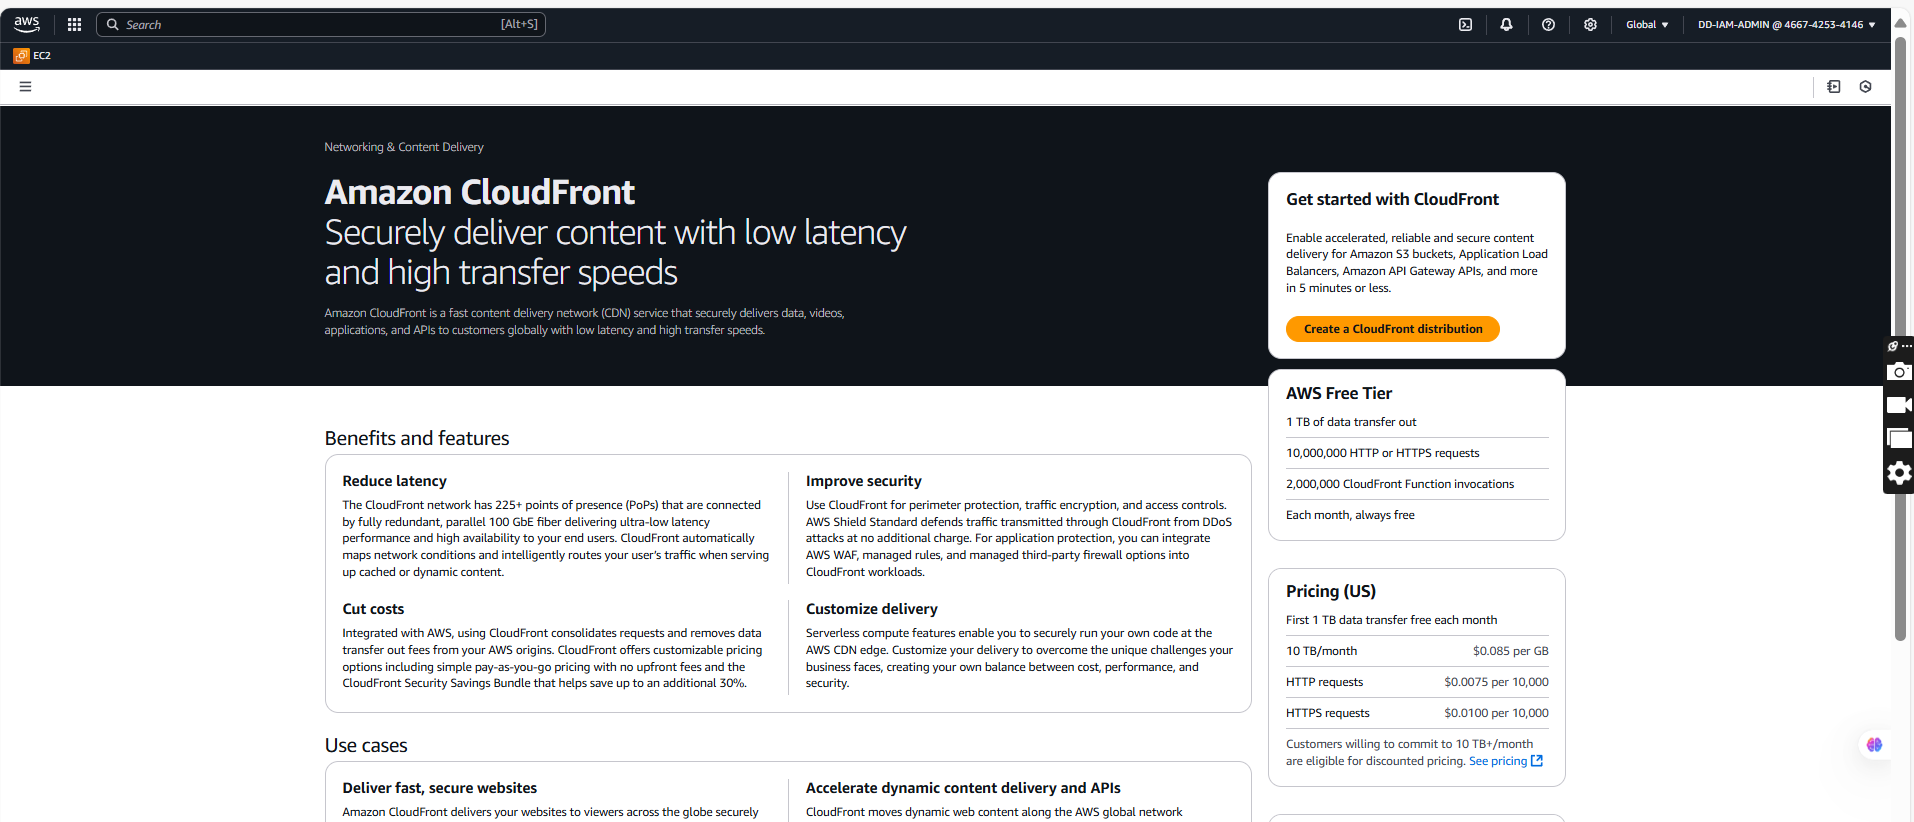 aws
Search
[Alt+S]
Global
DD-IAM-ADMIN @ 4667-4253-4146
EC2
Networking & Content Delivery
Amazon CloudFront
Securely deliver content with low latency
and high transfer speeds
Amazon CloudFront is a fast content delivery network (CDN) service that securely delivers data, videos,
applications, and APIs to customers globally with low latency and high transfer speeds.
Get started with CloudFront
Enable accelerated, reliable and secure content
delivery for Amazon S3 buckets, Application Load
Balancers, Amazon API Gateway APIs, and more
in 5 minutes or less.
Create a CloudFront distribution
AWS Free Tier
1 TB of data transfer out
10,000,000 HTTP or HTTPS requests
2,000,000 CloudFront Function invocations
Each month, always free
Benefits and features
Reduce latency
The CloudFront network has 225+ points of presence (PoPs) that are connected
by fully redundant, parallel 100 GbE fiber delivering ultra-low latency
performance and high availability to your end users. CloudFront automatically
maps network conditions and intelligently routes your user's traffic when serving
up cached or dynamic content.
Improve security
Use CloudFront for perimeter protection, traffic encryption, and access controls.
AWS Shield Standard defends traffic transmitted through CloudFront from DDoS
attacks at no additional charge. For application protection, you can integrate
AWS WAF, managed rules, and managed third-party firewall options into
CloudFront workloads.
Cut costs
Integrated with AWS, using CloudFront consolidates requests and removes data
transfer out fees from your AWS origins. CloudFront offers customizable pricing
options including simple pay-as-you-go pricing with no upfront fees and the
CloudFront Security Savings Bundle that helps save up to an additional 30%.
Customize delivery
Serverless compute features enable you to securely run your own code at the
AWS CDN edge. Customize your delivery to overcome the unique challenges your
business faces, creating your own balance between cost, performance, and
security.
Pricing (US)
First 1 TB data transfer free each month
10 TB/month $0.085 per GB
HTTP requests $0.0075 per 10,000
HTTPS requests $0.0100 per 10,000
Customers willing to commit to 10 TB+/month
are eligible for discounted pricing. See pricing
Use cases
Deliver fast, secure websites
Amazon CloudFront delivers your websites to viewers across the globe securely
Accelerate dynamic content delivery and APIs
CloudFront moves dynamic web content along the AWS global network